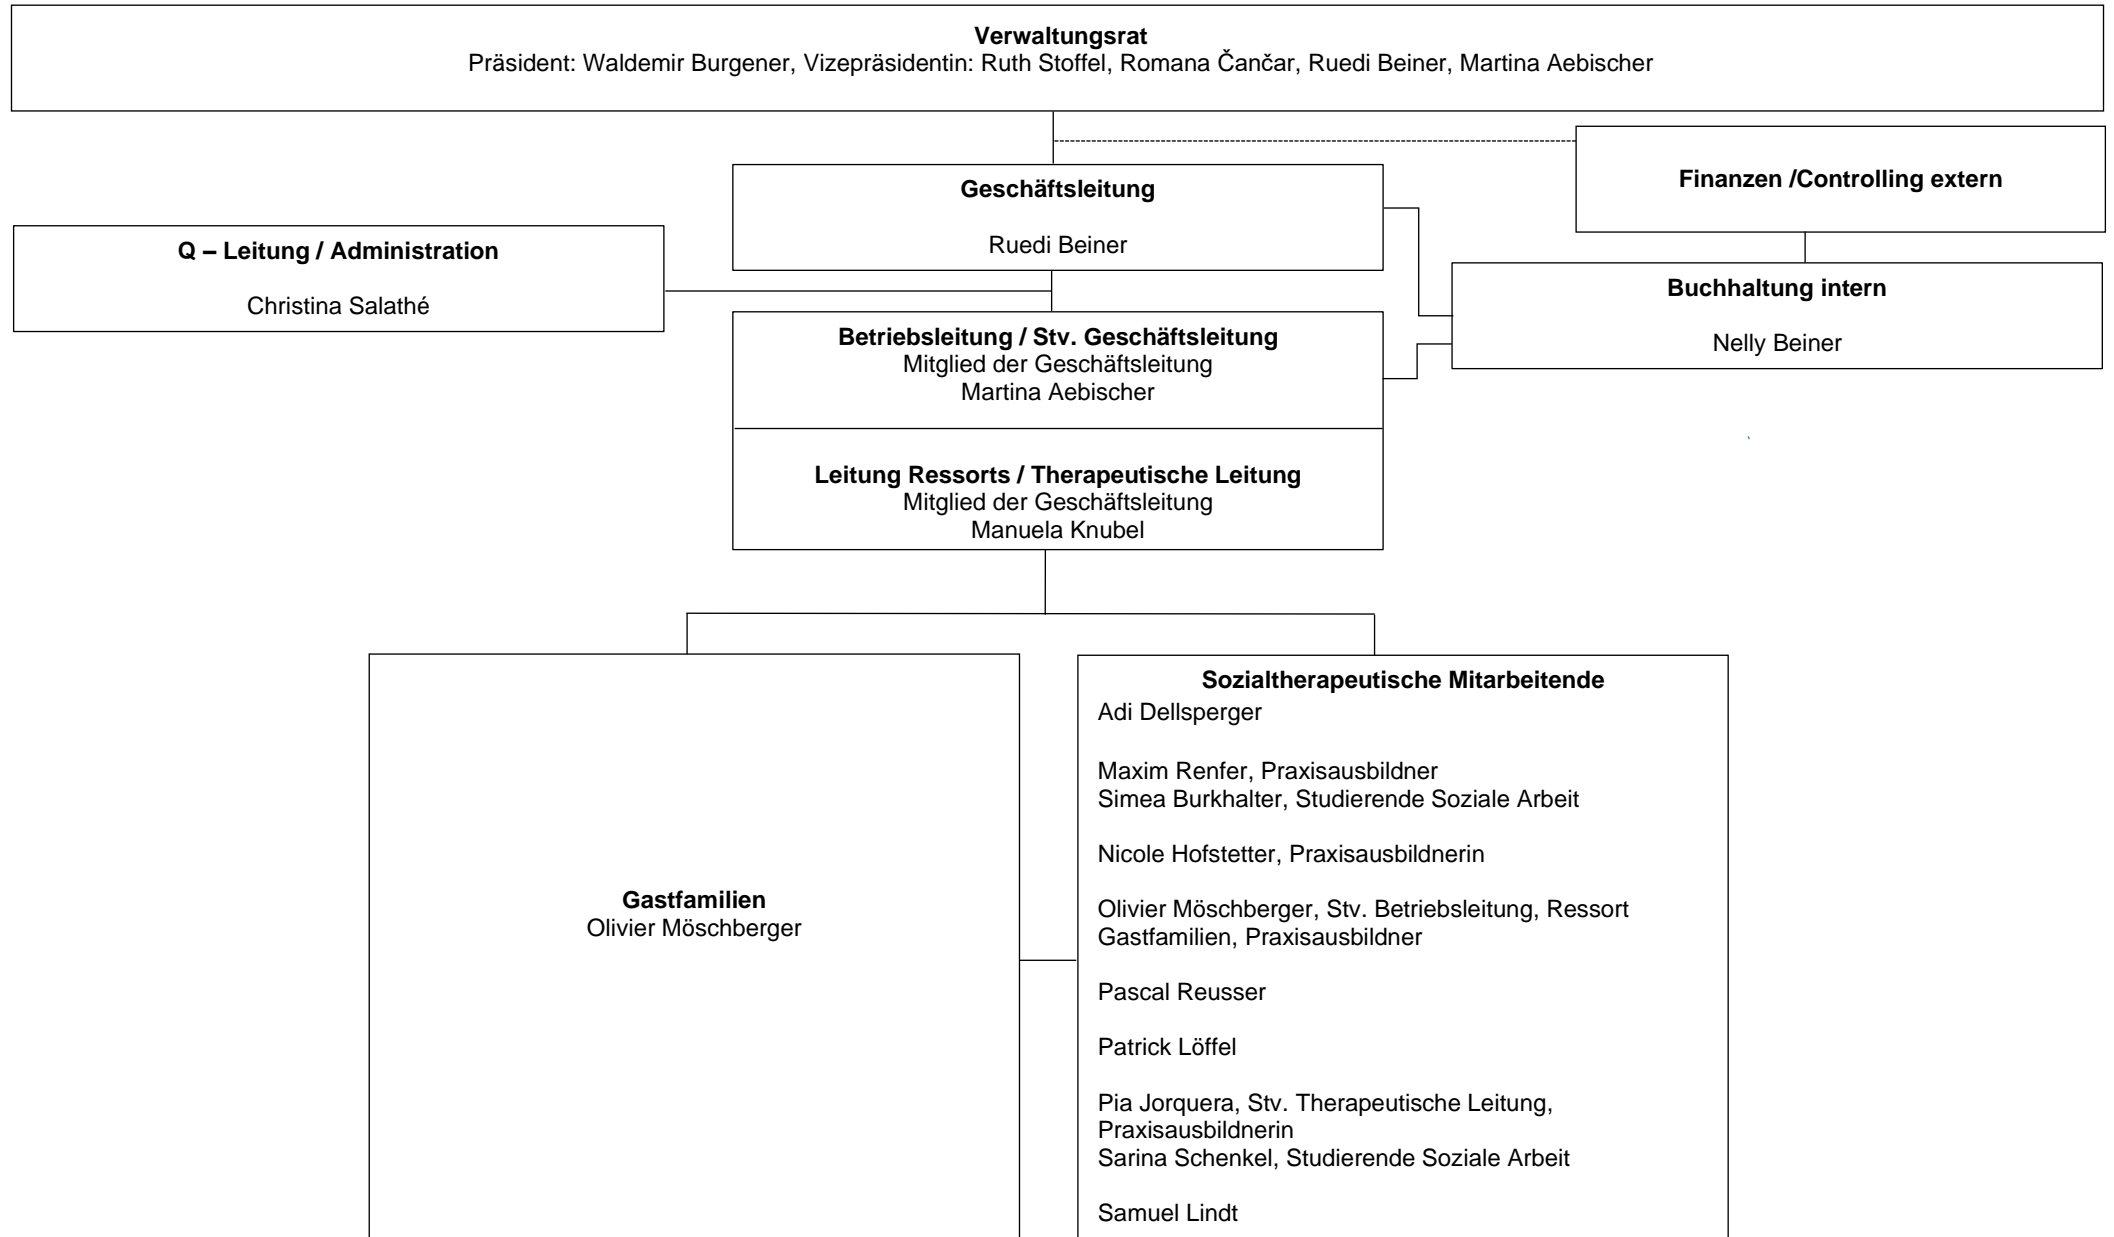 Verwaltungsrat
Präsident: Waldemir Burgener, Vizepräsidentin: Ruth Stoffel, Romana Čančar, Ruedi Beiner, Martina Aebischer
Finanzen /Controlling extern
Geschäftsleitung
Ruedi Beiner
Q – Leitung / Administration
Christina Salathé
Buchhaltung intern
Nelly Beiner
Betriebsleitung / Stv. Geschäftsleitung
Mitglied der Geschäftsleitung
Martina Aebischer
Leitung Ressorts / Therapeutische Leitung
Mitglied der Geschäftsleitung
Manuela Knubel
Gastfamilien
Olivier Möschberger
Sozialtherapeutische Mitarbeitende
Adi Dellsperger
Maxim Renfer, Praxisausbildner
Simea Burkhalter, Studierende Soziale Arbeit
Nicole Hofstetter, Praxisausbildnerin
Olivier Möschberger, Stv. Betriebsleitung, Ressort
Gastfamilien, Praxisausbildner
Pascal Reusser
Patrick Löffel
Pia Jorquera, Stv. Therapeutische Leitung,
Praxisausbildnerin
Sarina Schenkel, Studierende Soziale Arbeit
Samuel Lindt